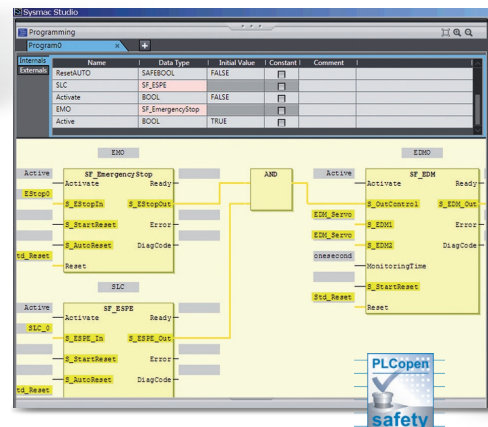 Sysmac Studio
Programming
Program0 x +
Internals Name Data Type Initial Value Constant Comment
Externals ResetAUTO SAFEBOOL FALSE
SLC SF_ESPE
Activate BOOL FALSE
EMO SF_EmergencyStop
Active BOOL TRUE
EMO
EDMO
Active SF_EmergencyStop
Activate Ready
EStop0 S_EStopIn S_EStopOut
S_StartReset Error
S_AutoReset DiagCode
td_Reset Reset
AND
Active SF_EDM
Activate Ready
S_OutControl S_EDM_Out
EDM_Servo S_EDM1 Error
EDM_Servo S_EDM2 DiagCode
onesecond MonitoringTime
S_StartReset
Std_Reset Reset
SLC
Active SF_ESPE
Activate Ready
SLC_0 S_ESPE_In S_ESPE_Out
S_StartReset Error
S_AutoReset DiagCode
td_Reset
PLCopen
safety